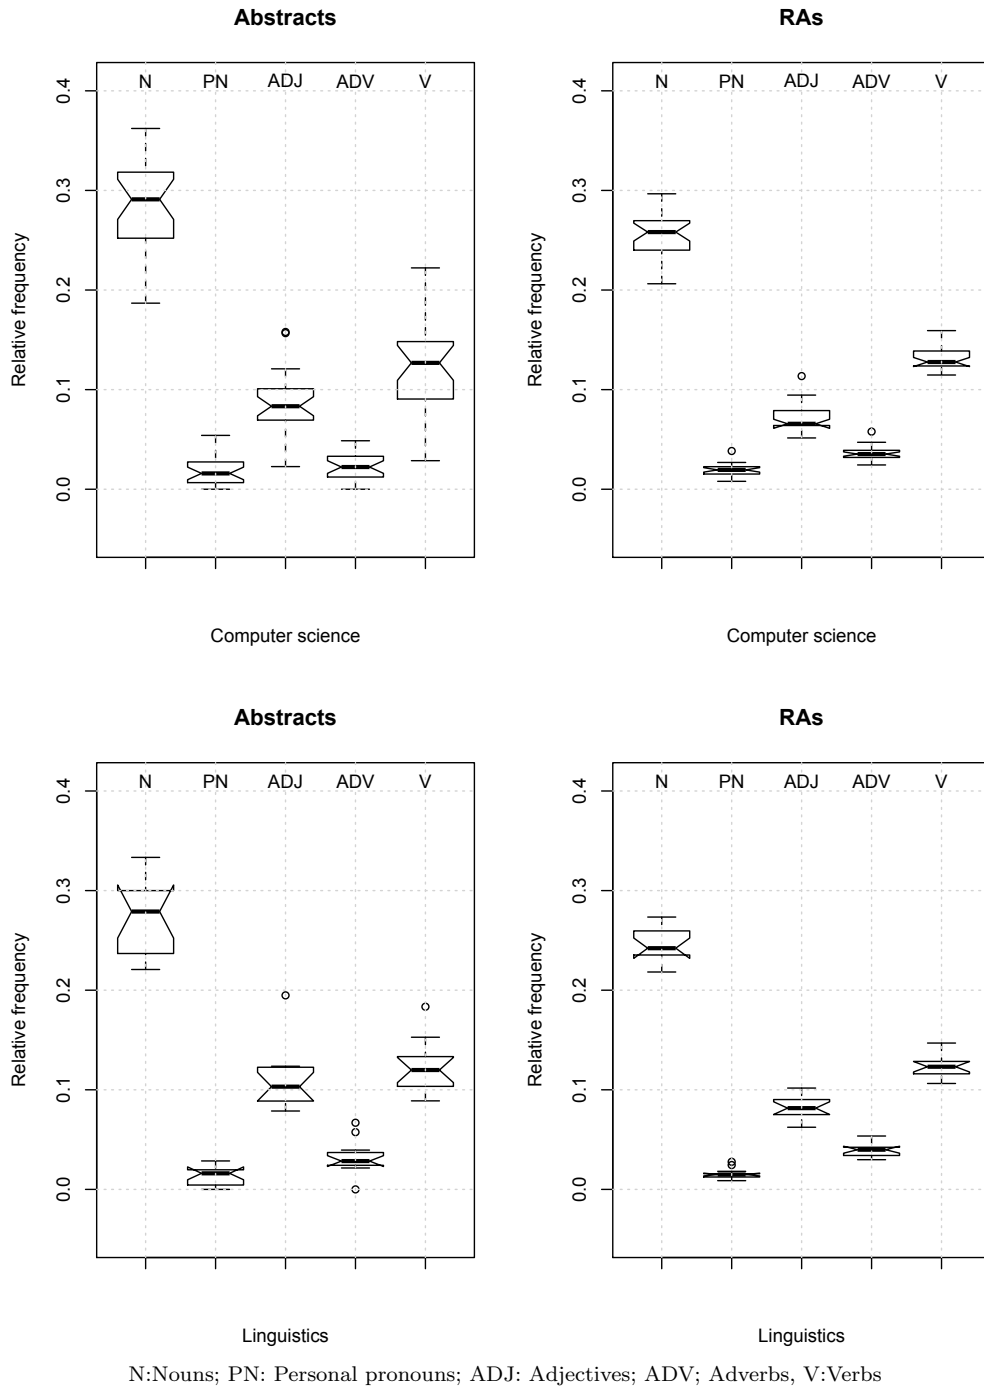 Abstracts
RAs
N PN ADJ ADV V
N PN ADJ ADV V
Relative frequency
0.4
0.3
0.2
0.1
0.0
Relative frequency
0.4
0.3
0.2
0.1
0.0
Computer science
Computer science
Abstracts
RAs
N PN ADJ ADV V
N PN ADJ ADV V
Relative frequency
0.4
0.3
0.2
0.1
0.0
Relative frequency
0.4
0.3
0.2
0.1
0.0
Linguistics
Linguistics
N:Nouns; PN: Personal pronouns; ADJ: Adjectives; ADV; Adverbs, V:Verbs